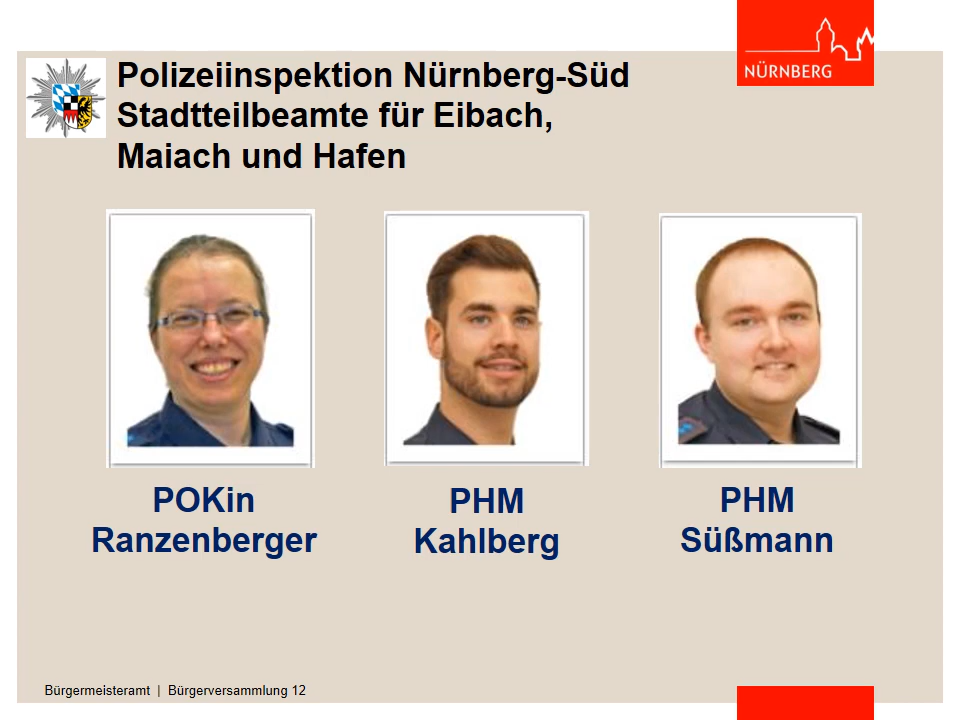 NÜRNBERG
Polizeiinspektion Nürnberg-Süd
Stadtteilbeamte für Eibach,
Maiach und Hafen
POKin
Ranzenberger
PHM
Kahlberg
PHM
Süßmann
Bürgermeisteramt | Bürgerversammlung 12